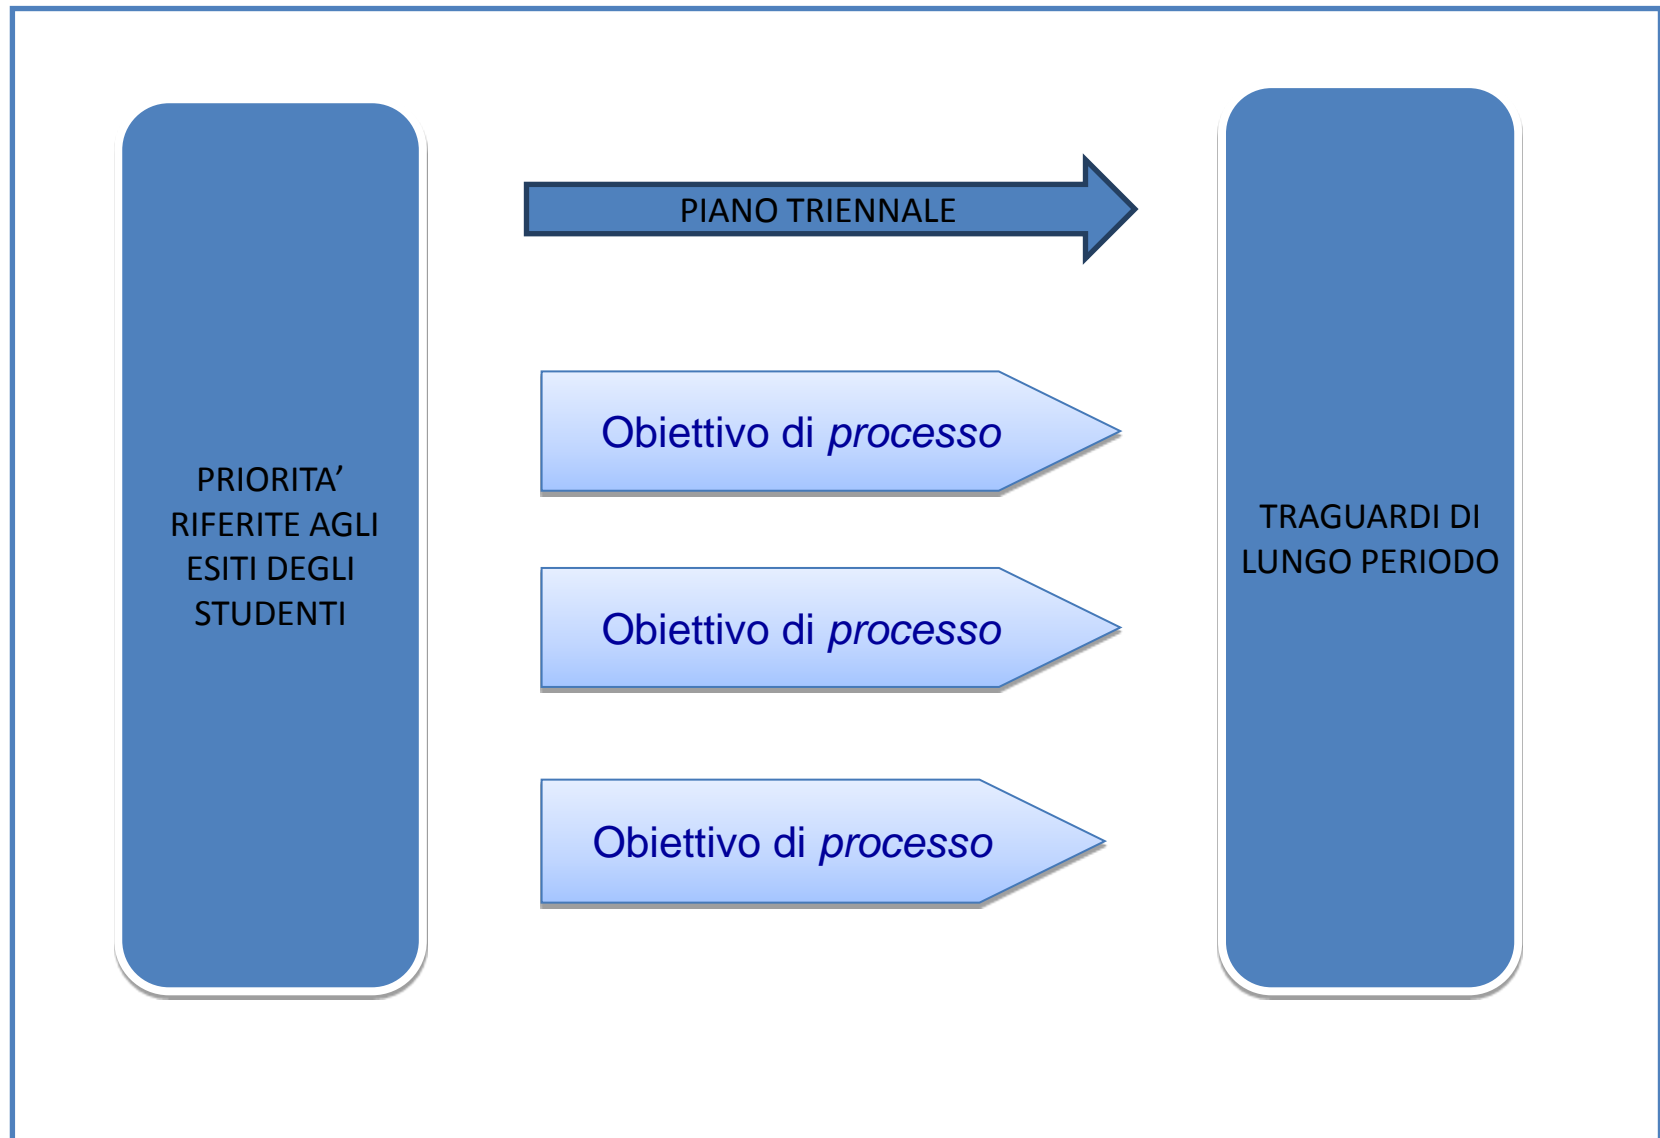 PIANO TRIENNALE
PRIORITA’
RIFERITE AGLI
ESITI DEGLI
STUDENTI
Obiettivo di processo
Obiettivo di processo
Obiettivo di processo
TRAGUARDI DI
LUNGO PERIODO